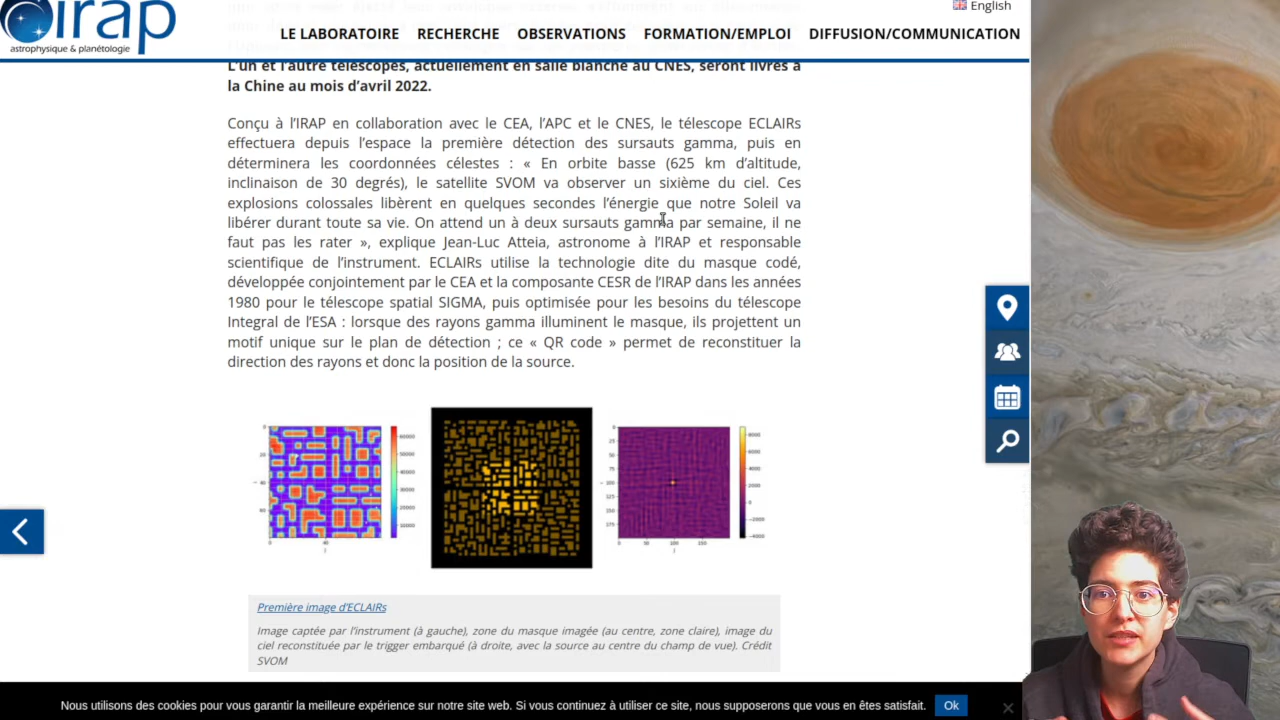 irap
astrophysique & planétologie
English
LE LABORATOIRE RECHERCHE OBSERVATIONS FORMATION/EMPLOI DIFFUSION/COMMUNICATION
L'un et l'autre télescopes, actuellement en salle blanche au CNES, seront livrés à
la Chine au mois d'avril 2022.
Conçu à l'IRAP en collaboration avec le CEA, l'APC et le CNES, le télescope ECLAIRs
effectuera depuis l'espace la première détection des sursauts gamma, puis en
déterminera les coordonnées célestes : « En orbite basse (625 km d'altitude,
inclinaison de 30 degrés), le satellite SVOM va observer un sixième du ciel. Ces
explosions colossales libèrent en quelques secondes l'énergie que notre Soleil va
libérer durant toute sa vie. On attend un à deux sursauts gamma par semaine, il ne
faut pas les rater », explique Jean-Luc Atteia, astronome à l'IRAP et responsable
scientifique de l'instrument. ECLAIRs utilise la technologie dite du masque codé,
développée conjointement par le CEA et la composante CESR de l'IRAP dans les années
1980 pour le télescope spatial SIGMA, puis optimisée pour les besoins du télescope
Integral de l'ESA : lorsque des rayons gamma illuminent le masque, ils projettent un
motif unique sur le plan de détection ; ce « QR code » permet de reconstituer la
direction des rayons et donc la position de la source.
Première image d'ECLAIRs
Image captée par l'instrument (à gauche), zone du masque imagée (au centre, zone claire), image du
ciel reconstituée par le trigger embarqué (à droite, avec la source au centre du champ de vue). Crédit
SVOM
Nous utilisons des cookies pour vous garantir la meilleure expérience sur notre site web. Si vous continuez à utiliser ce site, nous supposerons que vous en êtes satisfait. Ok